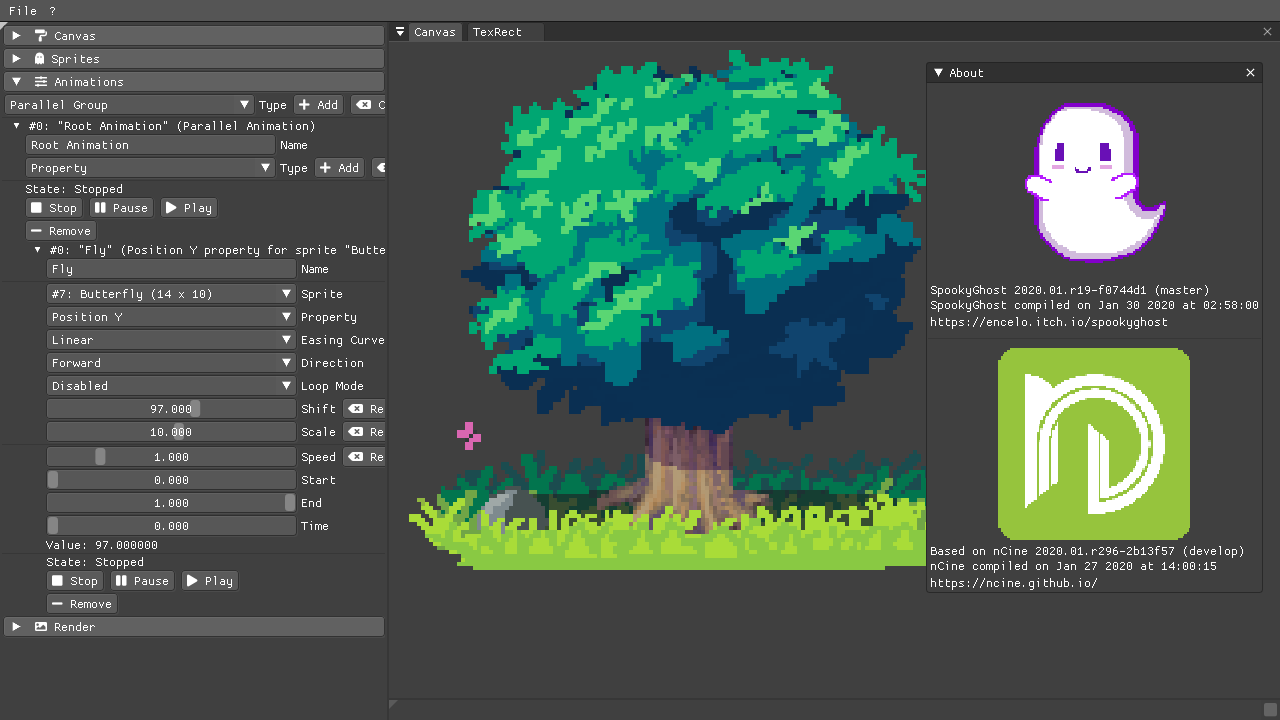 File ?
Canvas
Sprites
Animations
Parallel Group Type Add C
#0: "Root Animation" (Parallel Animation)
Root Animation Name
Property Type Add
State: Stopped
Stop Pause Play
Remove
#0: "Fly" (Position Y property for sprite "Butte
Fly Name
#7: Butterfly (14 x 10) Sprite
Position Y Property
Linear Easing Curve
Forward Direction
Disabled Loop Mode
97.000 Shift Re
10.000 Scale Re
1.000 Speed Re
0.000 Start
1.000 End
0.000 Time
Value: 97.000000
State: Stopped
Stop Pause Play
Remove
Render
Canvas TexRect
About
SpookyGhost 2020.01.r19-f0744d1 (master)
SpookyGhost compiled on Jan 30 2020 at 02:58:00
https://encelo.itch.io/spookyghost
Based on nCine 2020.01.r296-2b13f57 (develop)
nCine compiled on Jan 27 2020 at 14:00:15
https://ncine.github.io/